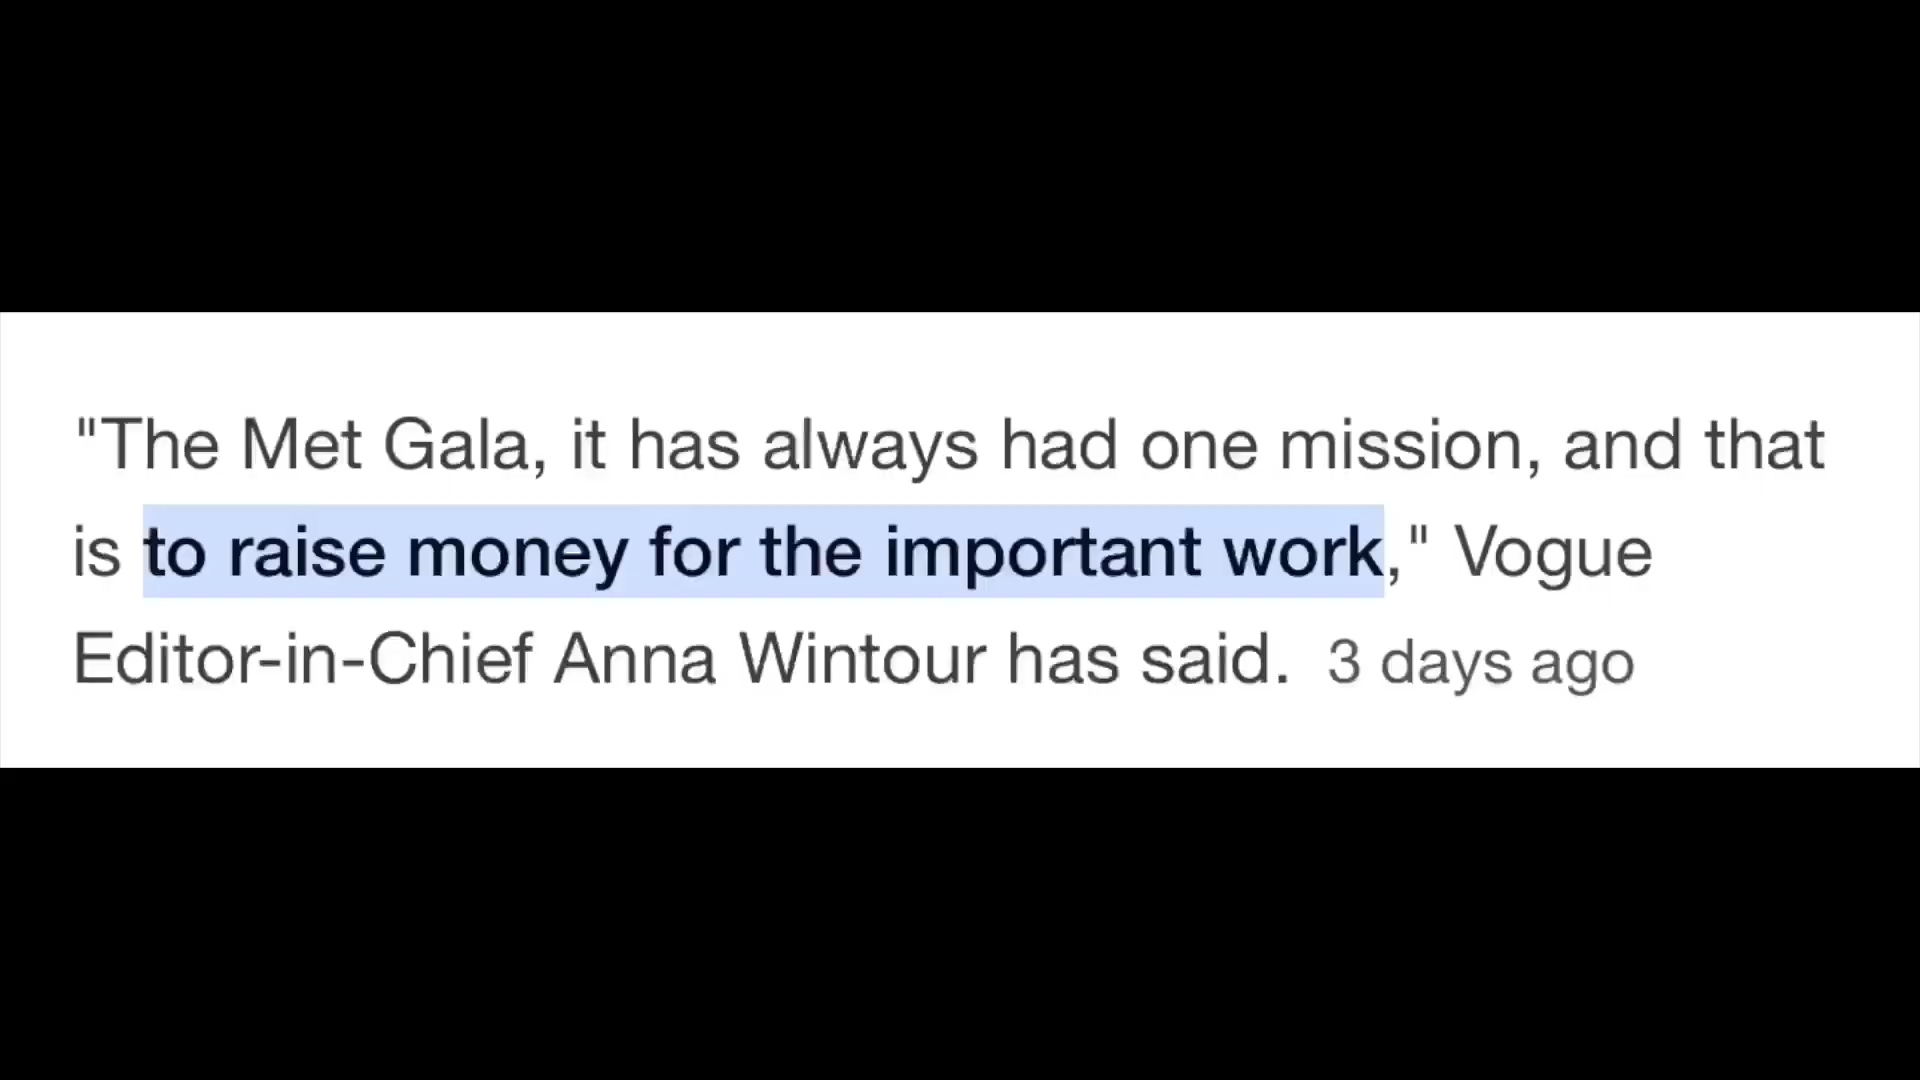 "The Met Gala, it has always had one mission, and that
is to raise money for the important work," Vogue
Editor-in-Chief Anna Wintour has said. 3 days ago